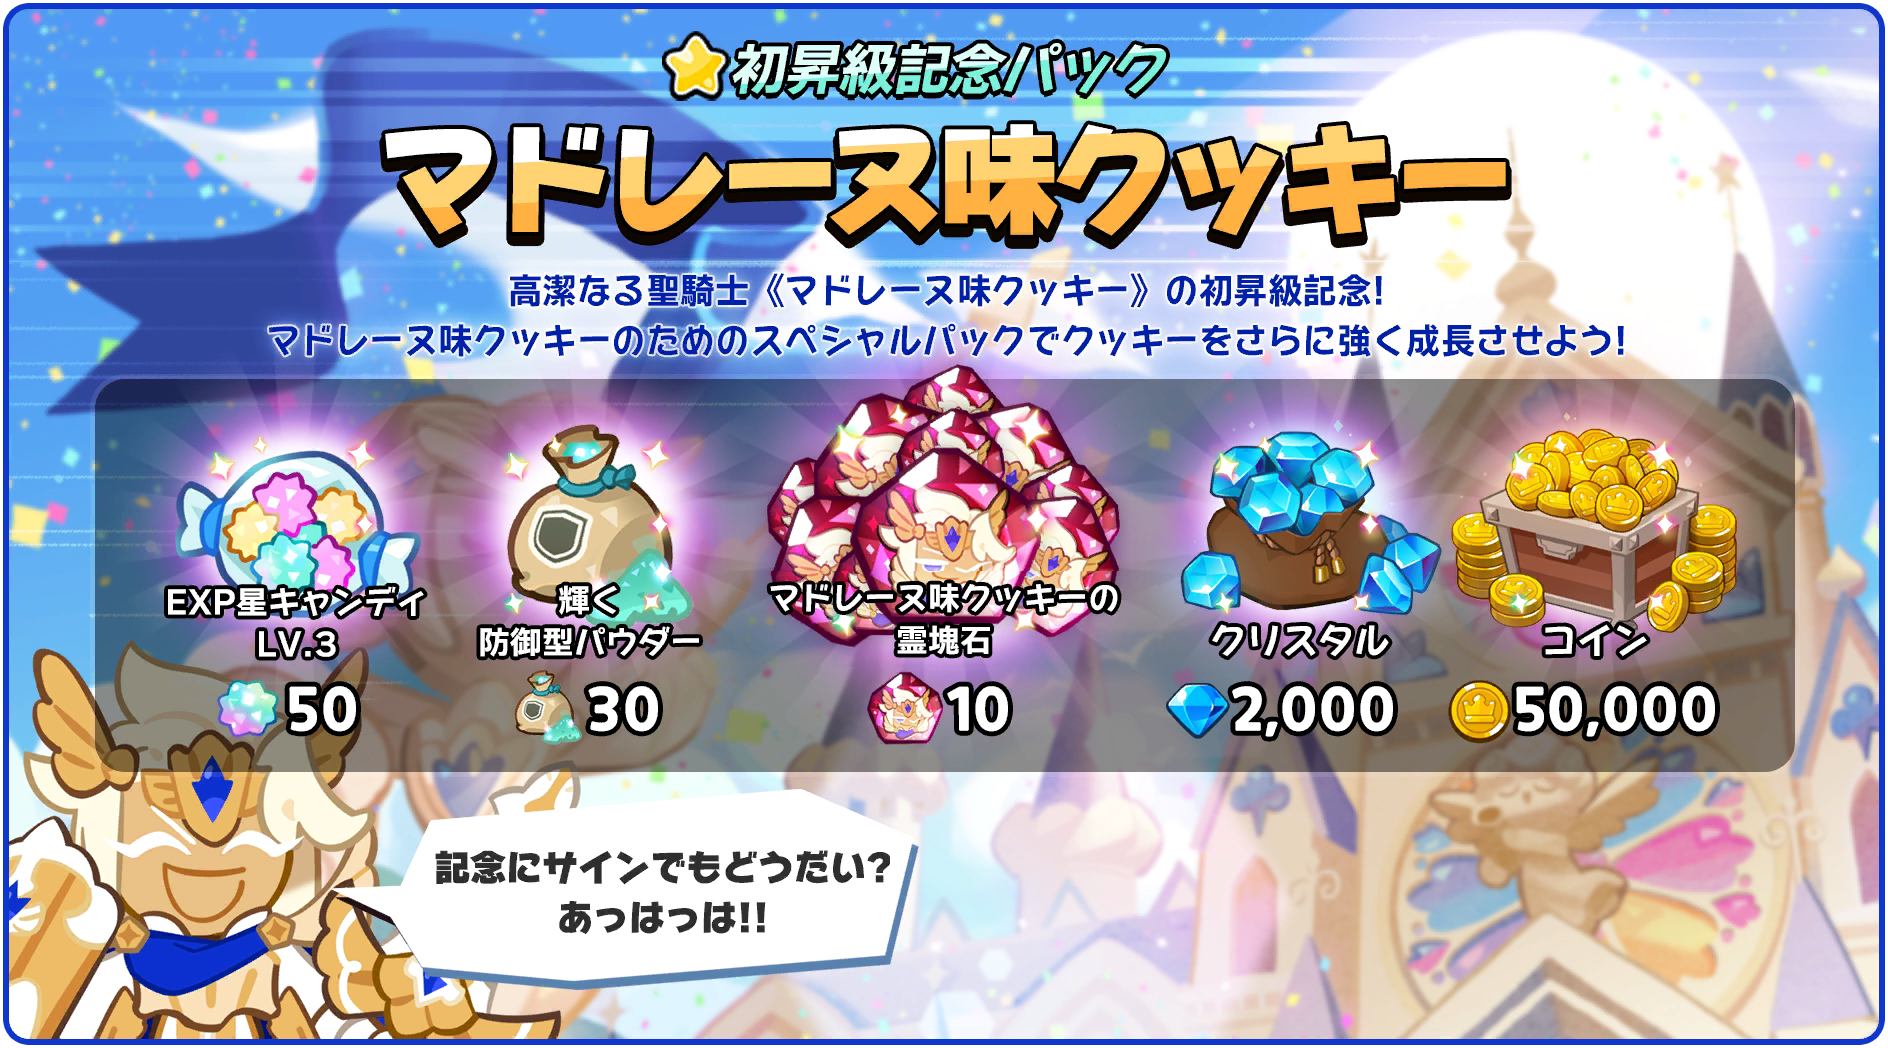 初昇級記念パック
マドレーヌ味クッキー
高潔なる聖騎士《マドレーヌ味クッキー》の初昇級記念!
マドレーヌ味クッキーのためのスペシャルパックでクッキーをさらに強く成長させよう!
EXP星キャンディ
LV.3
50
輝く
防御型パウダー
30
マドレーヌ味クッキーの
霊塊石
10
クリスタル
2,000
コイン
50,000
記念にサインでもどうだい?
あっはっは!!